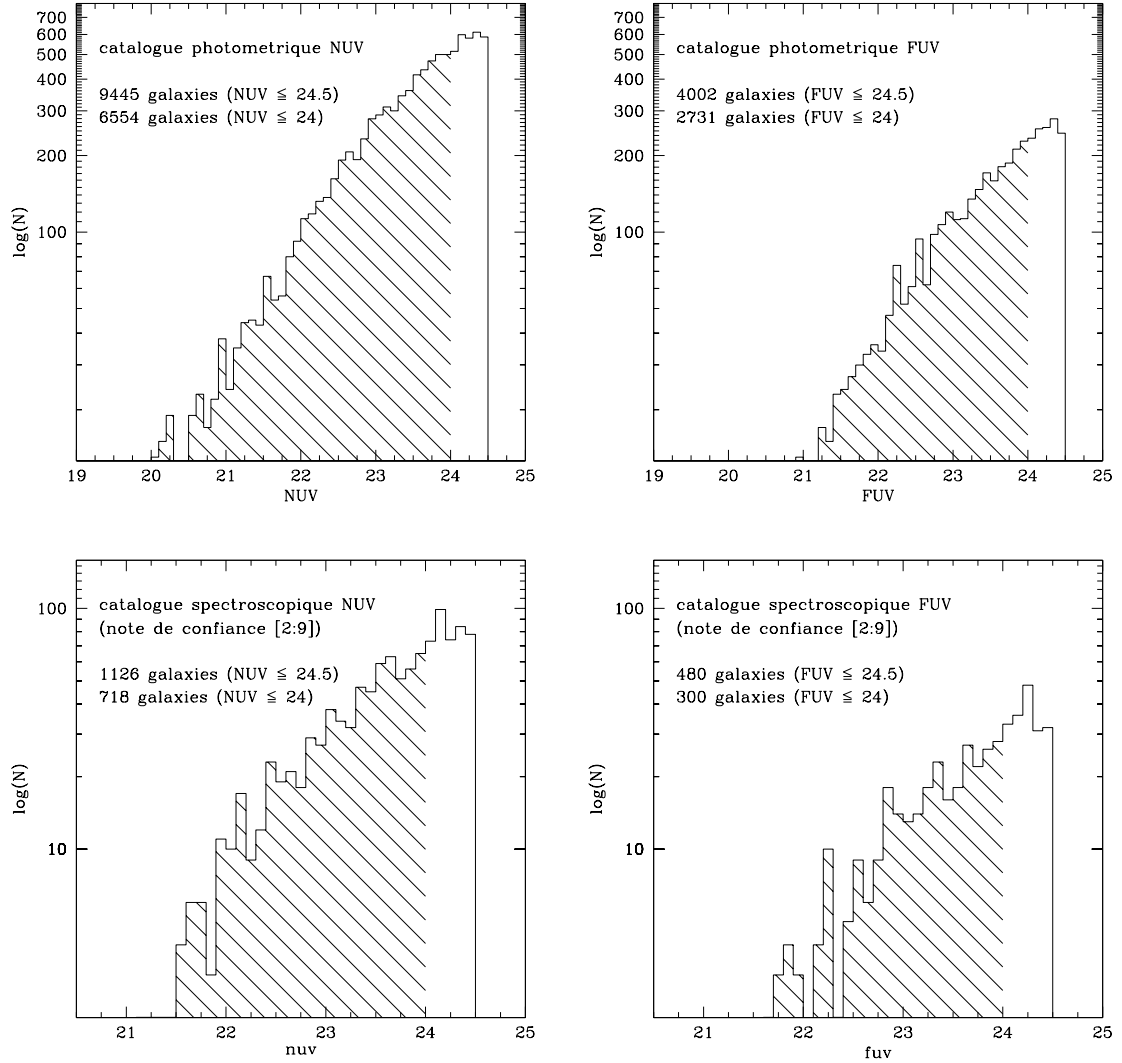 catalogue photometrique NUV
9445 galaxies (NUV ≦ 24.5)
6554 galaxies (NUV ≦ 24)
700
600
500
400
300
200
100
log(N)
19 20 21 22 23 24 25
NUV
catalogue photometrique FUV
4002 galaxies (FUV ≦ 24.5)
2731 galaxies (FUV ≦ 24)
700
600
500
400
300
200
100
log(N)
19 20 21 22 23 24 25
FUV
catalogue spectroscopique NUV
(note de confiance [2:9])
1126 galaxies (NUV ≦ 24.5)
718 galaxies (NUV ≦ 24)
100
10
log(N)
21 22 23 24 25
nuv
catalogue spectroscopique FUV
(note de confiance [2:9])
480 galaxies (FUV ≦ 24.5)
300 galaxies (FUV ≦ 24)
100
10
log(N)
21 22 23 24 25
fuv